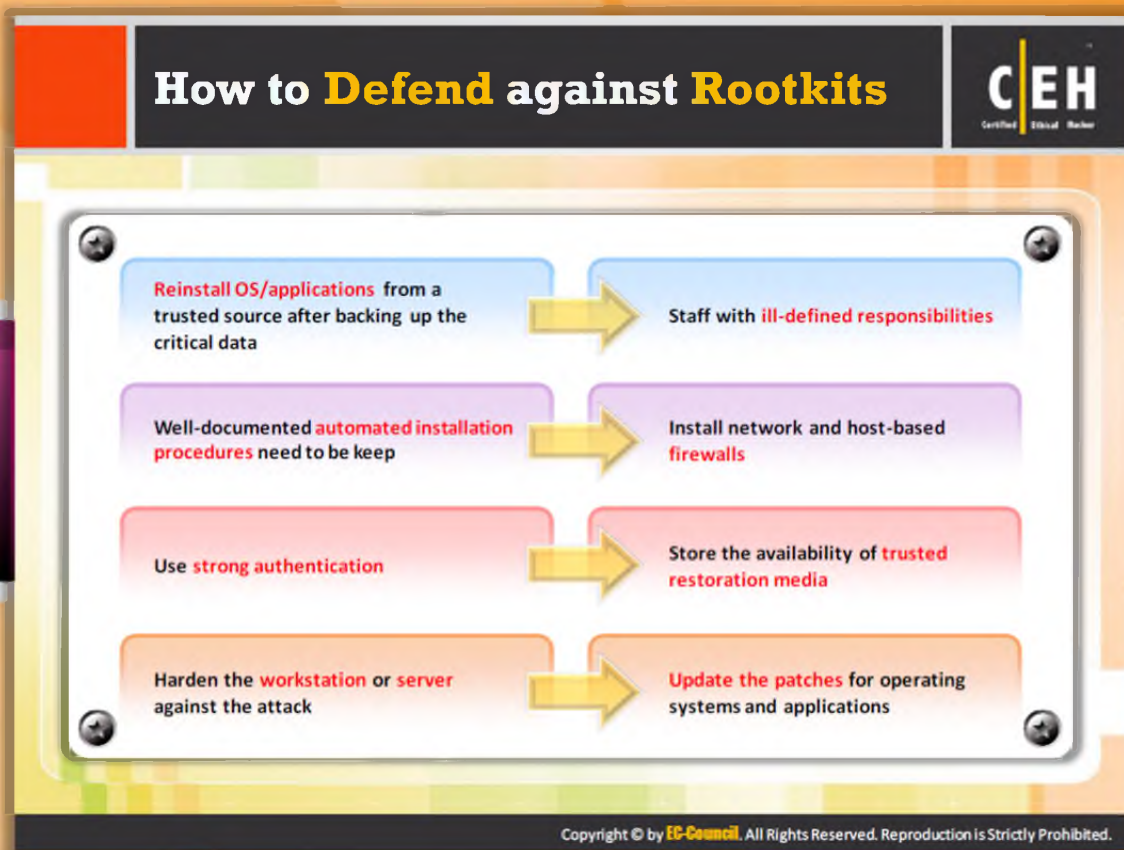 How to Defend against Rootkits
CEH
Certified Ethical Hacker
Reinstall OS/applications from a
trusted source after backing up the
critical data
Staff with ill-defined responsibilities
Well-documented automated installation
procedures need to be keep
Install network and host-based
firewalls
Use strong authentication
Store the availability of trusted
restoration media
Harden the workstation or server
against the attack
Update the patches for operating
systems and applications
Copyright © by EC-Council. All Rights Reserved. Reproduction is Strictly Prohibited.